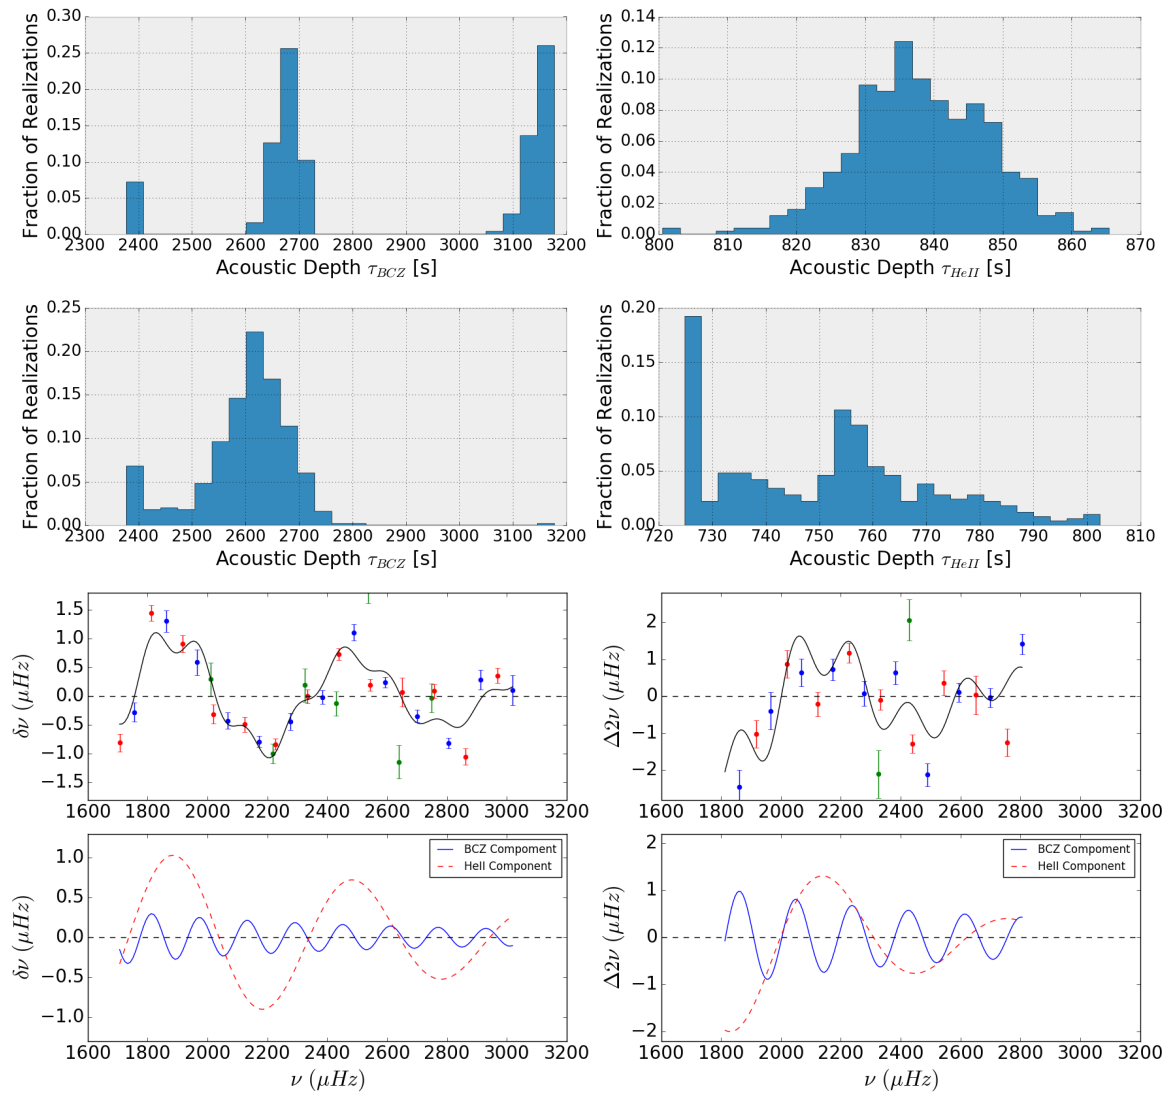 Fraction of Realizations
0.30
0.25
0.20
0.15
0.10
0.05
0.00
2300 2400 2500 2600 2700 2800 2900 3000 3100 3200
Acoustic Depth τ_BCZ [s]
Fraction of Realizations
0.14
0.12
0.10
0.08
0.06
0.04
0.02
0.00
800 810 820 830 840 850 860 870
Acoustic Depth τ_HeII [s]
Fraction of Realizations
0.25
0.20
0.15
0.10
0.05
0.00
2300 2400 2500 2600 2700 2800 2900 3000 3100 3200
Acoustic Depth τ_BCZ [s]
Fraction of Realizations
0.20
0.15
0.10
0.05
0.00
720 730 740 750 760 770 780 790 800 810
Acoustic Depth τ_HeII [s]
δν (μHz)
1.5
1.0
0.5
0.0
−0.5
−1.0
−1.5
1600 1800 2000 2200 2400 2600 2800 3000 3200
Δ2ν (μHz)
2
1
0
−1
−2
1600 1800 2000 2200 2400 2600 2800 3000 3200
δν (μHz)
1.0
0.5
0.0
−0.5
−1.0
BCZ Compoment
HeII Component
1600 1800 2000 2200 2400 2600 2800 3000 3200
ν (μHz)
Δ2ν (μHz)
2
1
0
−1
−2
BCZ Compoment
HeII Component
1600 1800 2000 2200 2400 2600 2800 3000 3200
ν (μHz)